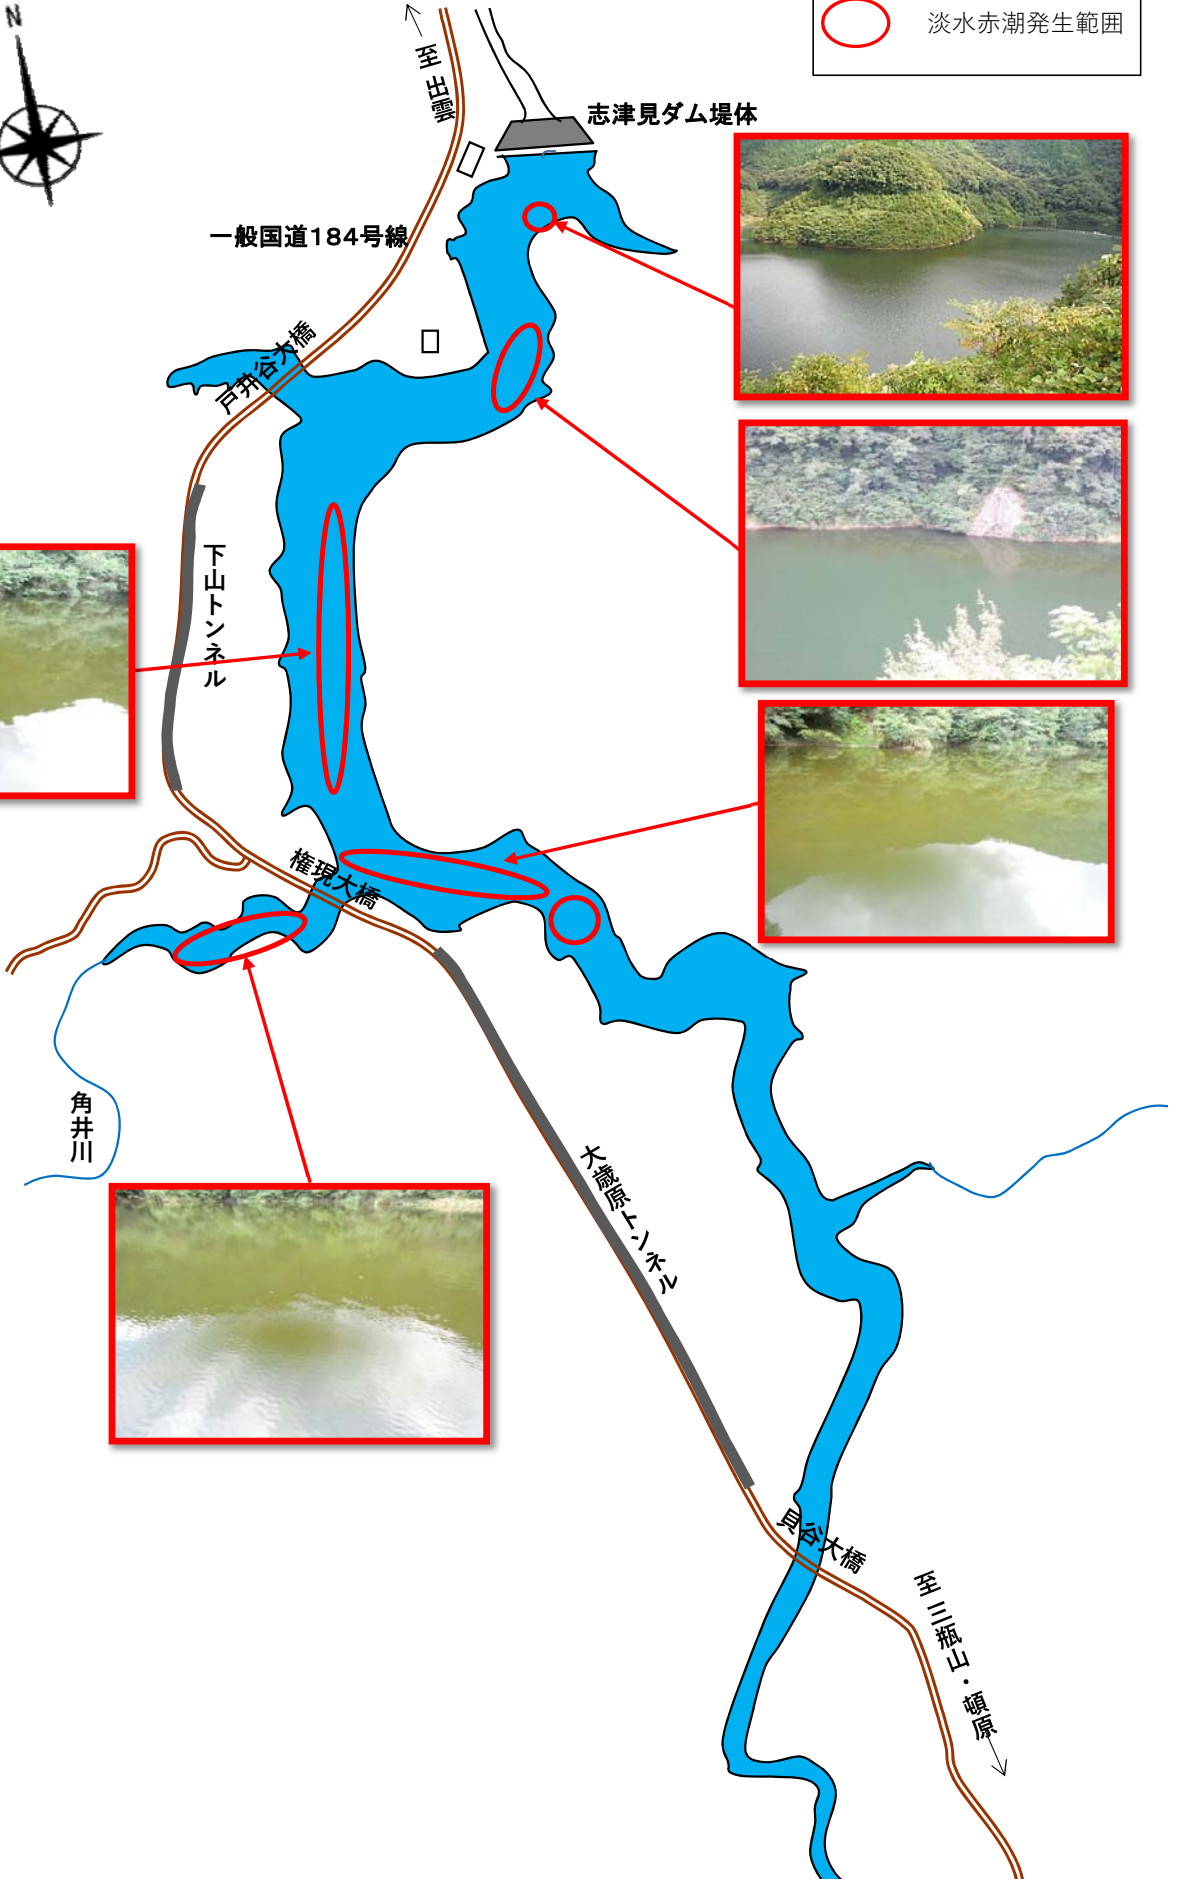 N
淡水赤潮発生範囲
至 出雲
志津見ダム堤体
一般国道184号線
戸井谷大橋
下山トンネル
権現大橋
角井川
大歳原トンネル
貝谷大橋
至 三瓶山・頓原